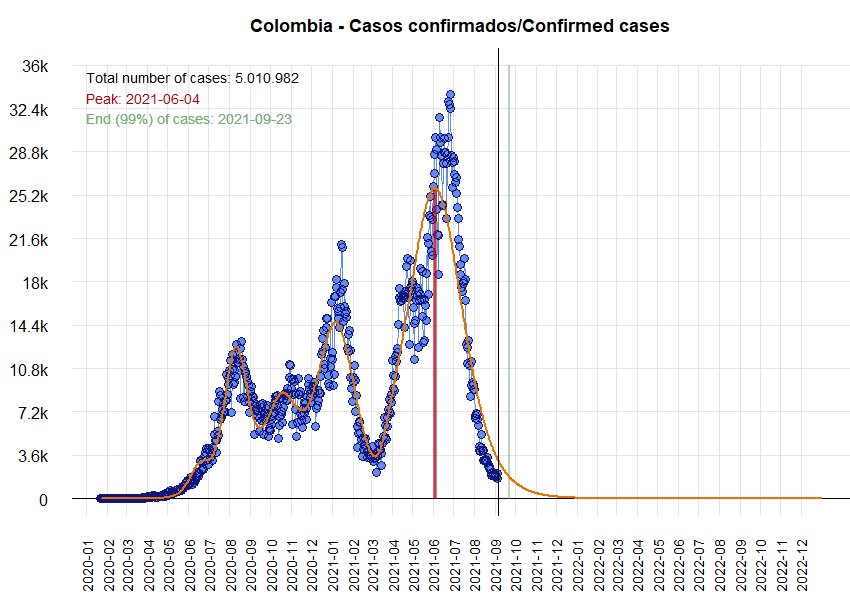 Colombia - Casos confirmados/Confirmed cases
36k
Total number of cases: 5.010.982
Peak: 2021-06-04
End (99%) of cases: 2021-09-23
32.4k
28.8k
25.2k
21.6k
18k
14.4k
10.8k
7.2k
3.6k
0
2020-01
2020-02
2020-03
2020-04
2020-05
2020-06
2020-07
2020-08
2020-09
2020-10
2020-11
2020-12
2021-01
2021-02
2021-03
2021-04
2021-05
2021-06
2021-07
2021-08
2021-09
2021-10
2021-11
2021-12
2022-01
2022-02
2022-03
2022-04
2022-05
2022-06
2022-07
2022-08
2022-09
2022-10
2022-11
2022-12